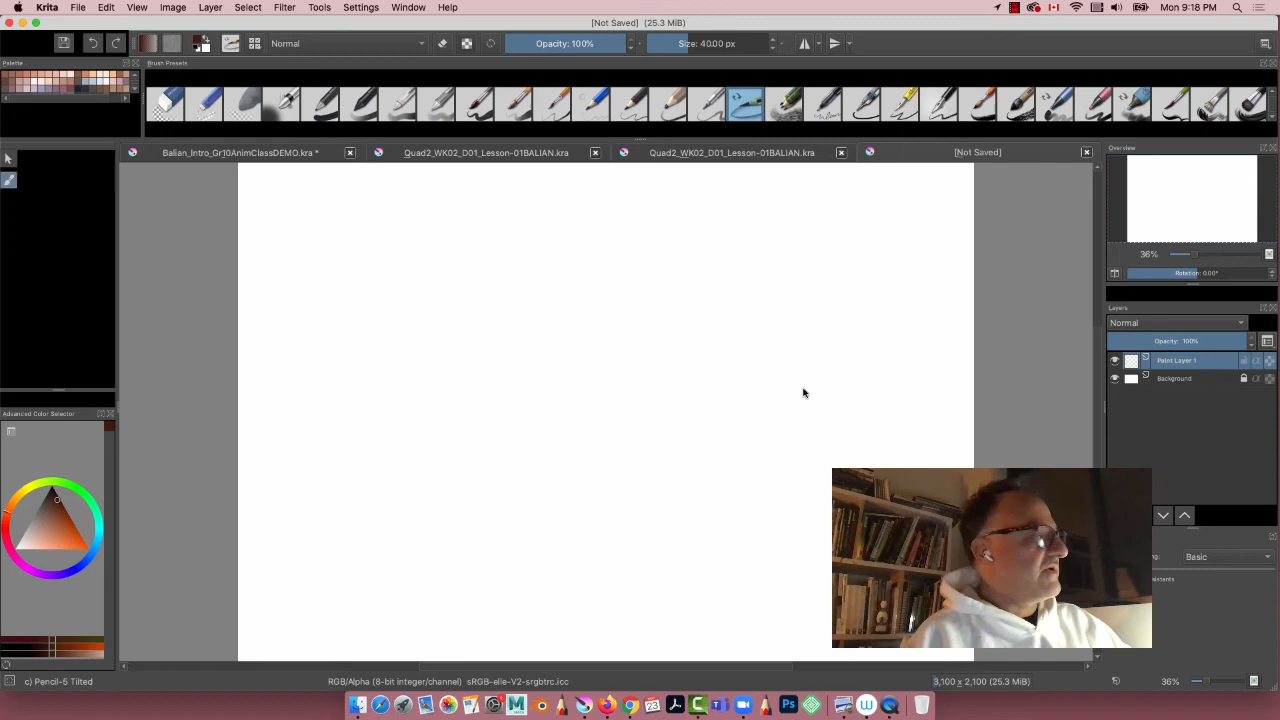 Krita File Edit View Image Layer Select Filter Tools Settings Window Help Mon 9:18 PM
[Not Saved] (25.3 MiB)
Normal Opacity: 100% Size: 40.00 px
Palette Brush Presets Overview
Balian_Intro_Gr10AnimClassDEMO.kra * Quad2_WK02_D01_Lesson-01BALIAN.kra Quad2_WK02_D01_Lesson-01BALIAN.kra [Not Saved]
36%
Rotation: 0.00°
Layers
Normal
Opacity: 100%
Paint Layer 1
Background
Advanced Color Selector
Basic
c) Pencil-5 Tilted RGB/Alpha (8-bit integer/channel) sRGB-elle-V2-srgbtrc.icc 3,100 x 2,100 (25.3 MiB) 36%
23
Ps